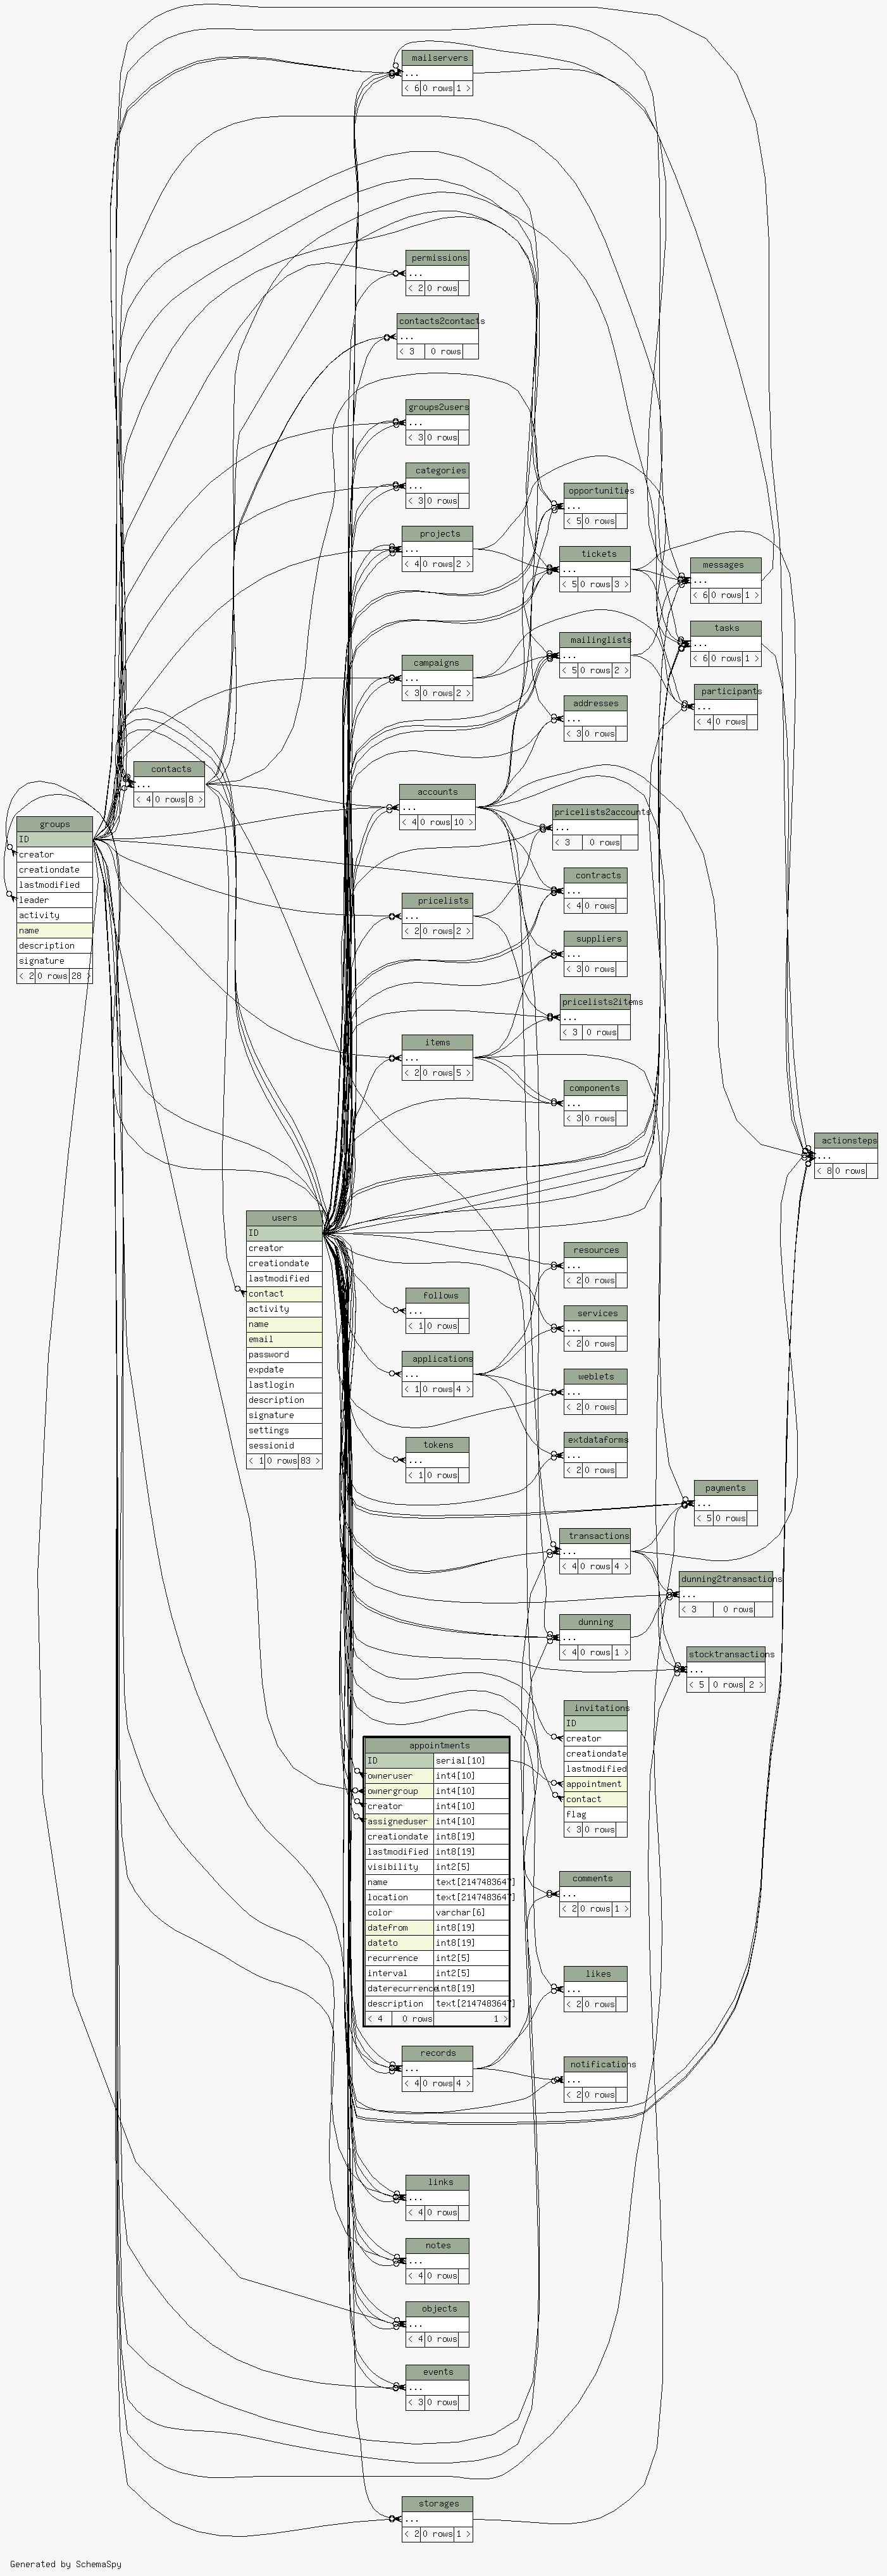 mailservers
...
< 6 0 rows 1 >
permissions
...
< 2 0 rows
contacts2contacts
...
< 3 0 rows
groups2users
...
< 3 0 rows
categories
...
< 3 0 rows
opportunities
...
< 5 0 rows
projects
...
< 4 0 rows 2 >
tickets
...
< 5 0 rows 3 >
messages
...
< 6 0 rows 1 >
tasks
...
< 6 0 rows 1 >
mailinglists
...
< 5 0 rows 2 >
campaigns
...
< 3 0 rows 2 >
participants
...
< 4 0 rows
addresses
...
< 3 0 rows
contacts
...
< 4 0 rows 8 >
accounts
...
< 4 0 rows 10 >
pricelists2accounts
...
< 3 0 rows
groups
ID
creator
creationdate
lastmodified
leader
activity
name
description
signature
< 2 0 rows 28 >
contracts
...
< 4 0 rows
pricelists
...
< 2 0 rows 2 >
suppliers
...
< 3 0 rows
pricelists2items
...
< 3 0 rows
items
...
< 2 0 rows 5 >
components
...
< 3 0 rows
actionsteps
...
< 8 0 rows
users
ID
creator
creationdate
lastmodified
contact
activity
name
email
password
expdate
lastlogin
description
signature
settings
sessionid
< 1 0 rows 83 >
resources
...
< 2 0 rows
follows
...
< 1 0 rows
services
...
< 2 0 rows
applications
...
< 1 0 rows 4 >
weblets
...
< 2 0 rows
tokens
...
< 1 0 rows
extdataforms
...
< 2 0 rows
payments
...
< 5 0 rows
transactions
...
< 4 0 rows 4 >
dunning2transactions
...
< 3 0 rows
dunning
...
< 4 0 rows 1 >
stocktransactions
...
< 5 0 rows 2 >
invitations
ID
creator
creationdate
lastmodified
appointment
contact
flag
< 3 0 rows
appointments
ID serial[10]
owneruser int4[10]
ownergroup int4[10]
creator int4[10]
assigneduser int4[10]
creationdate int8[19]
lastmodified int8[19]
visibility int2[5]
name text[2147483647]
location text[2147483647]
color varchar[6]
datefrom int8[19]
dateto int8[19]
recurrence int2[5]
interval int2[5]
daterecurrence int8[19]
description text[2147483647]
< 4 0 rows 1 >
comments
...
< 2 0 rows 1 >
likes
...
< 2 0 rows
records
...
< 4 0 rows 4 >
notifications
...
< 2 0 rows
links
...
< 4 0 rows
notes
...
< 4 0 rows
objects
...
< 4 0 rows
events
...
< 3 0 rows
storages
...
< 2 0 rows 1 >
Generated by SchemaSpy